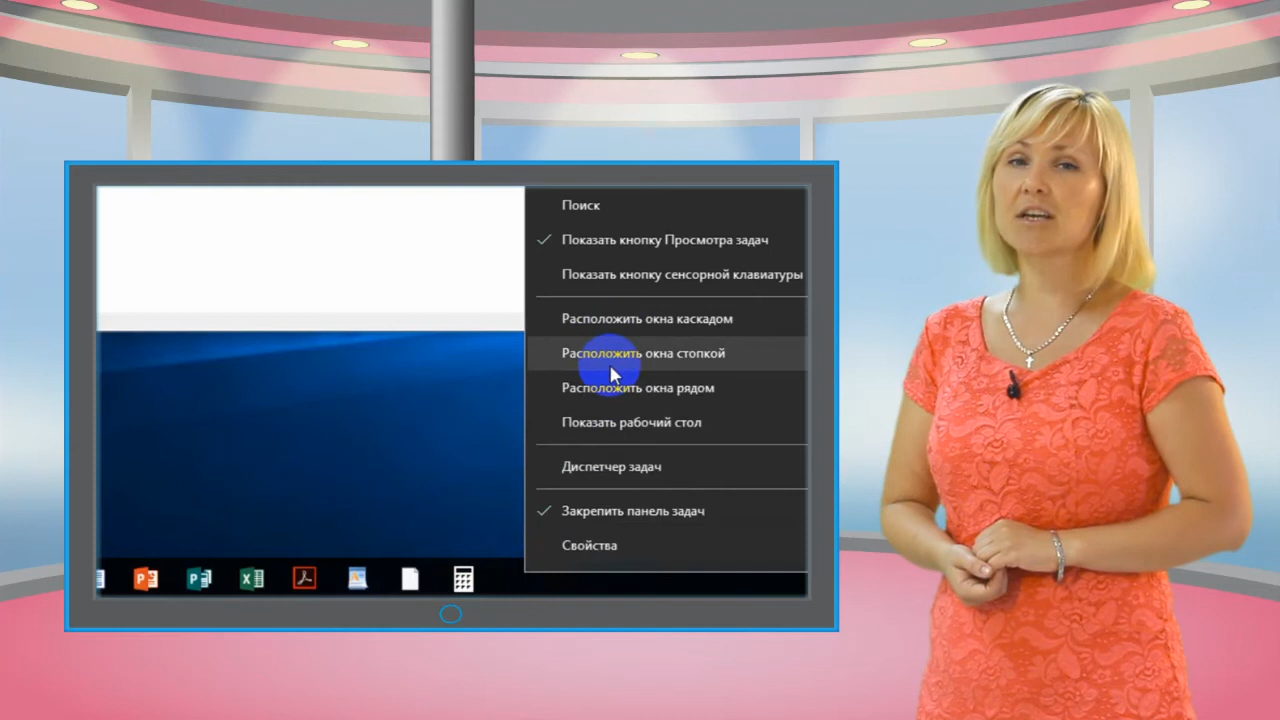 Поиск
Показать кнопку Просмотра задач
Показать кнопку сенсорной клавиатуры
Расположить окна каскадом
Расположить окна стопкой
Расположить окна рядом
Показать рабочий стол
Диспетчер задач
Закрепить панель задач
Свойства